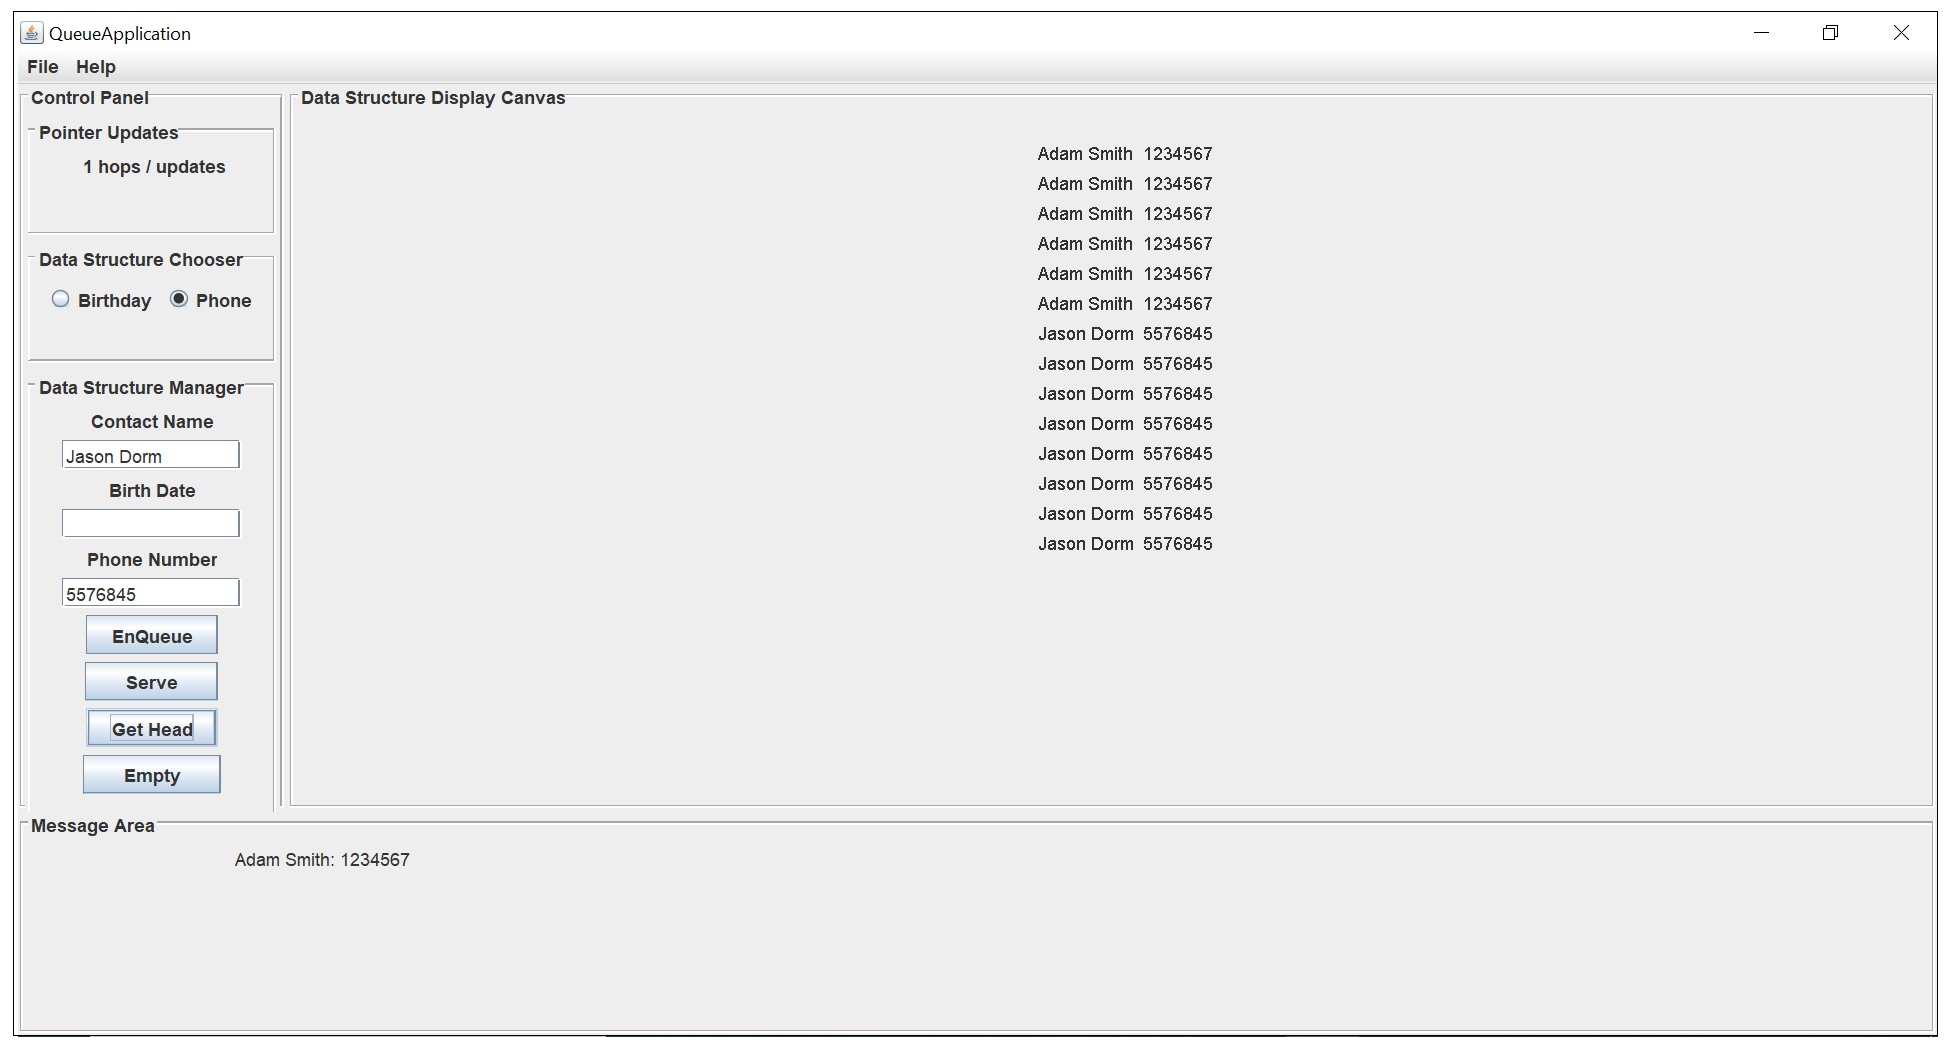 QueueApplication
File Help
Control Panel
Pointer Updates
1 hops / updates
Data Structure Chooser
Birthday Phone
Data Structure Manager
Contact Name
Jason Dorm
Birth Date
Phone Number
5576845
EnQueue
Serve
Get Head
Empty
Data Structure Display Canvas
Adam Smith 1234567
Adam Smith 1234567
Adam Smith 1234567
Adam Smith 1234567
Adam Smith 1234567
Adam Smith 1234567
Jason Dorm 5576845
Jason Dorm 5576845
Jason Dorm 5576845
Jason Dorm 5576845
Jason Dorm 5576845
Jason Dorm 5576845
Jason Dorm 5576845
Jason Dorm 5576845
Message Area
Adam Smith: 1234567